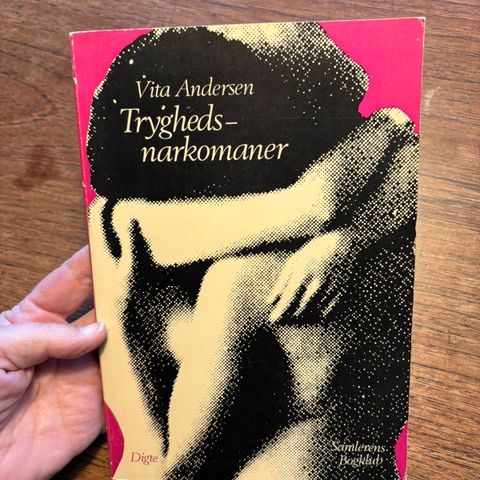 Vita Andersen
Trygheds–
narkomaner
Digte
Samlerens
Bogklub